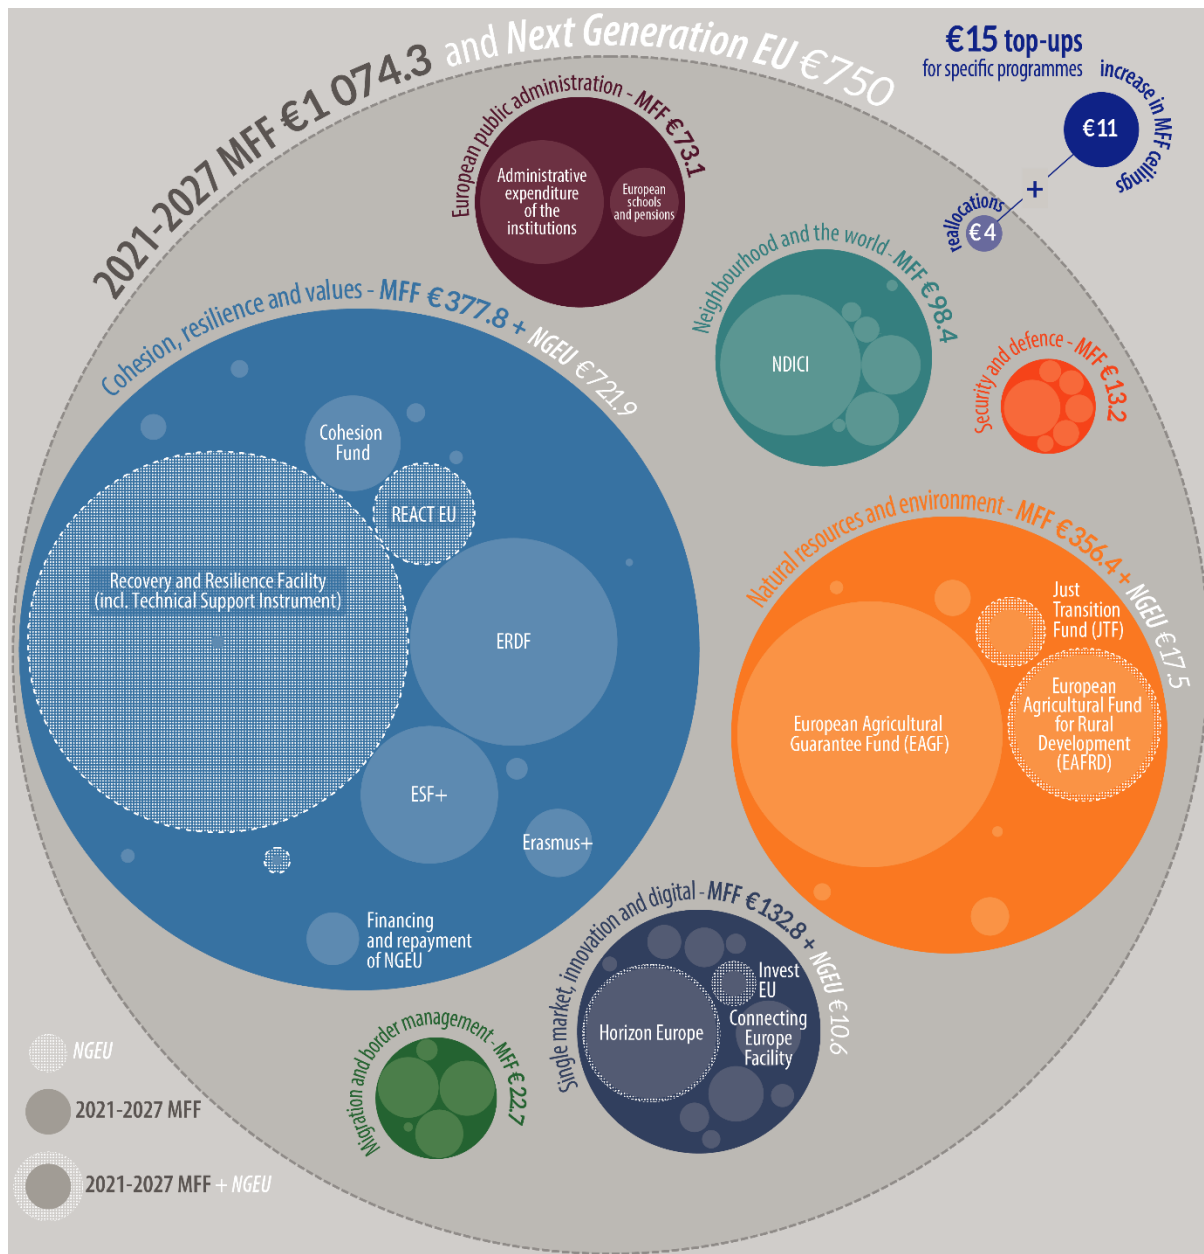 2021-2027 MFF €1 074.3 and Next Generation EU €750
€15 top-ups
for specific programmes
increase in MFF ceilings
€11
+
reallocations
€4
European public administration - MFF €73.1
Administrative
expenditure
of the
institutions
European
schools
and pensions
Neighbourhood and the world - MFF €98.4
NDICI
Security and defence - MFF €13.2
Cohesion, resilience and values - MFF €377.8 + NGEU €721.9
Cohesion
Fund
REACT EU
Recovery and Resilience Facility
(incl. Technical Support Instrument)
ERDF
ESF+
Erasmus+
Financing
and repayment
of NGEU
Natural resources and environment - MFF €356.4 + NGEU €17.5
Just
Transition
Fund (JTF)
European
Agricultural Fund
for Rural
Development
(EAFRD)
European Agricultural
Guarantee Fund (EAGF)
Single market, innovation and digital - MFF €132.8 + NGEU €10.6
Invest
EU
Horizon Europe
Connecting
Europe
Facility
Migration and border management - MFF €22.7
NGEU
2021-2027 MFF
2021-2027 MFF + NGEU